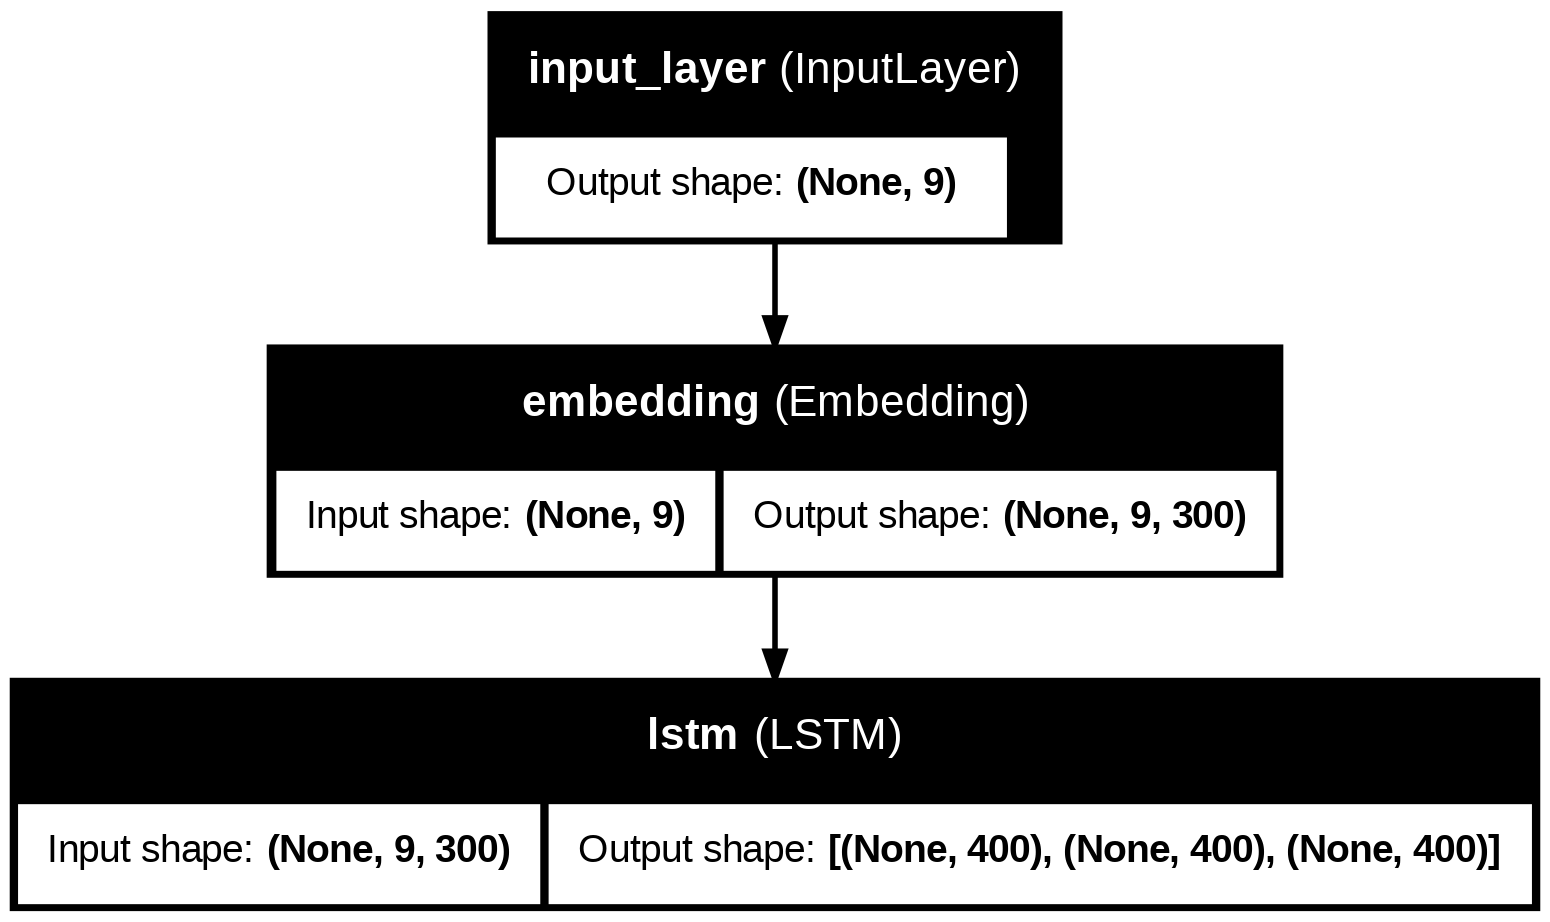 input_layer (InputLayer)
Output shape: (None, 9)
embedding (Embedding)
Input shape: (None, 9)
Output shape: (None, 9, 300)
lstm (LSTM)
Input shape: (None, 9, 300)
Output shape: [(None, 400), (None, 400), (None, 400)]